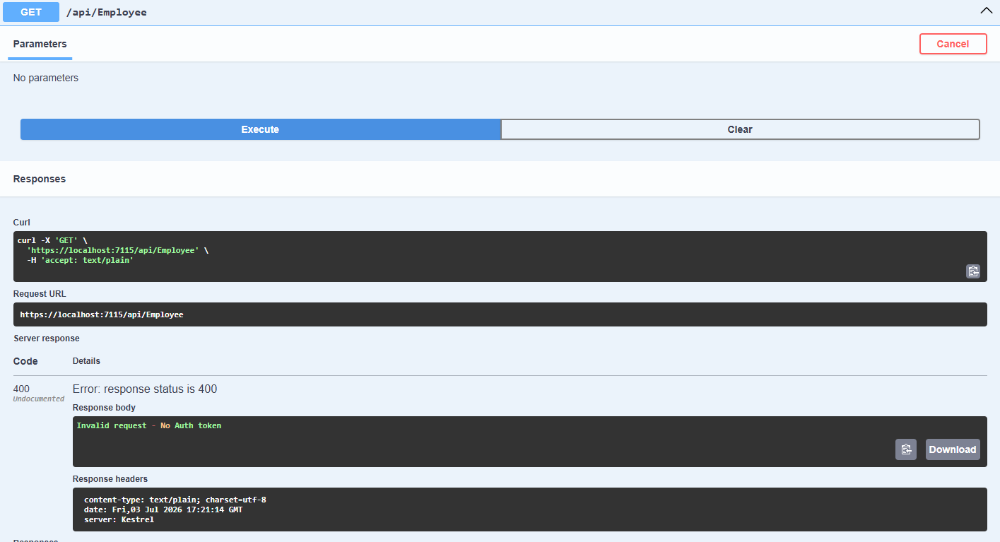 GET /api/Employee
Parameters
Cancel
No parameters
Execute
Clear
Responses
Curl
curl -X 'GET' \
'https://localhost:7115/api/Employee' \
-H 'accept: text/plain'
Request URL
https://localhost:7115/api/Employee
Server response
Code Details
400 Error: response status is 400
Undocumented
Response body
Invalid request - No Auth token
Download
Response headers
content-type: text/plain; charset=utf-8
date: Fri,03 Jul 2026 17:21:14 GMT
server: Kestrel
Responses